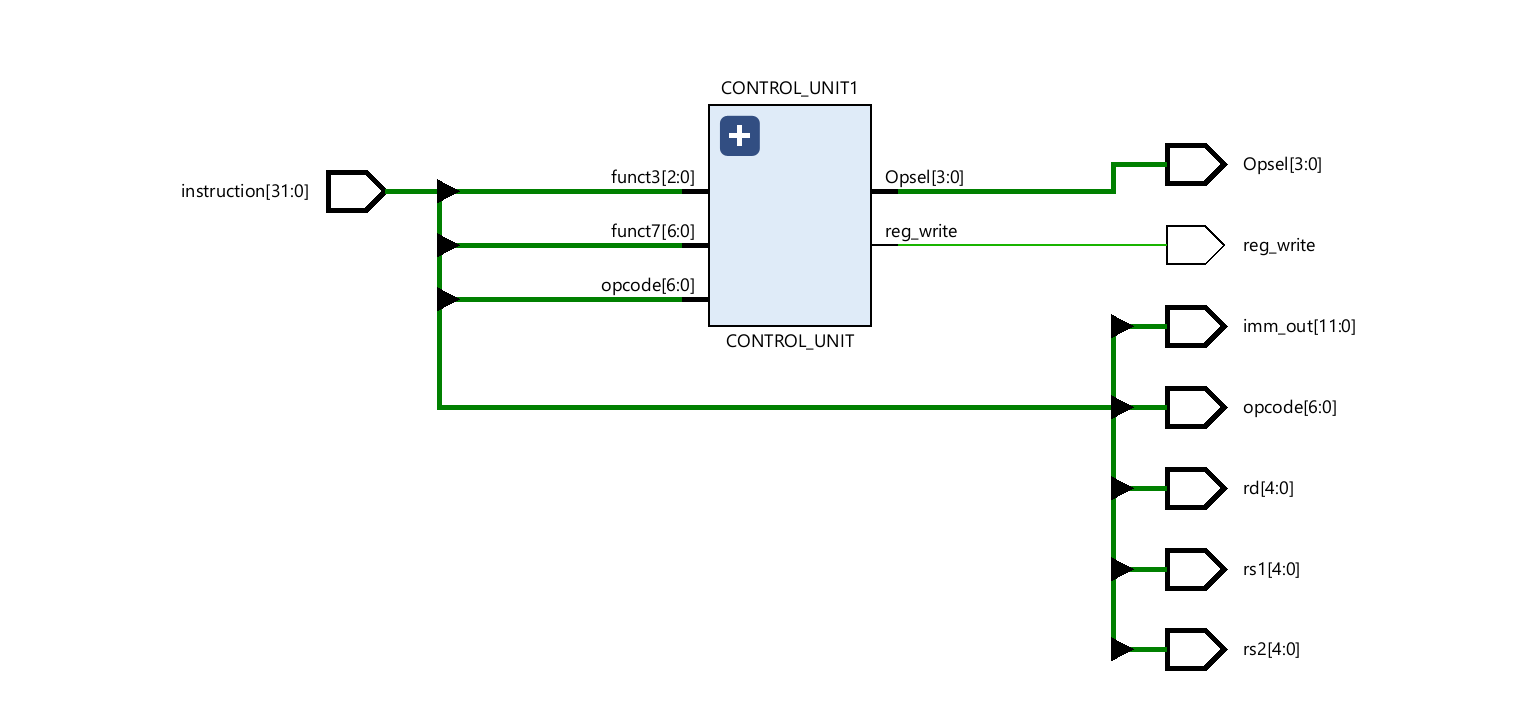 CONTROL_UNIT1
instruction[31:0]
funct3[2:0]
funct7[6:0]
opcode[6:0]
Opsel[3:0]
reg_write
CONTROL_UNIT
Opsel[3:0]
reg_write
imm_out[11:0]
opcode[6:0]
rd[4:0]
rs1[4:0]
rs2[4:0]